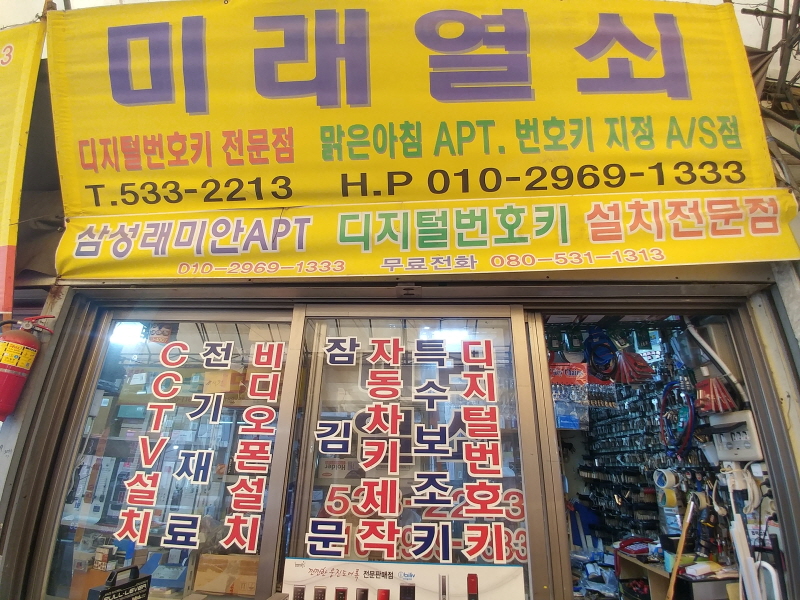 미래열쇠
디지털번호키 전문점 맑은아침 APT. 번호키 지정 A/S점
T.533-2213 H.P 010-2969-1333
삼성래미안APT 디지털번호키 설치전문점
010-2969-1333 무료전화 080-531-1313
CCTV설치
전기재료
비디오폰설치
잠김문
자동차키제작
특수보조키
디지털번호키
전문판매점